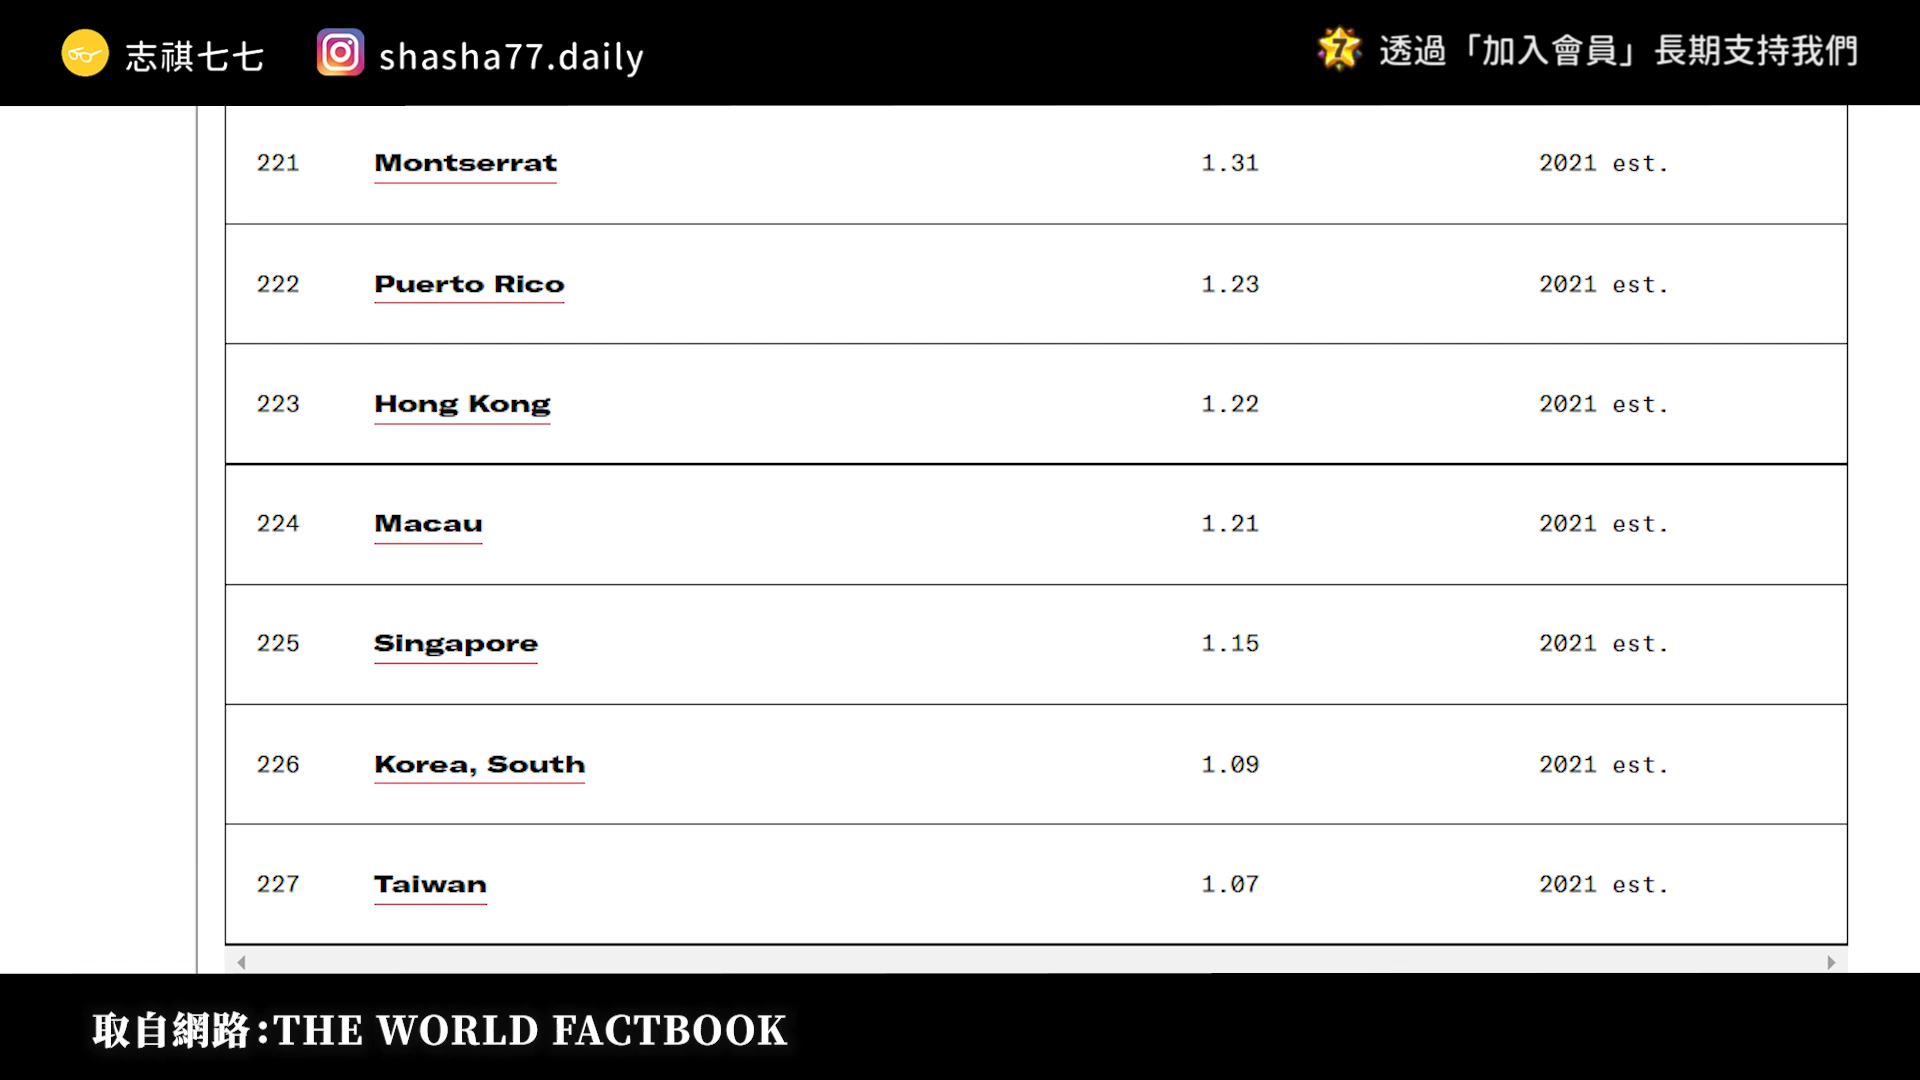 志祺七七 shasha77.daily 7 透過「加入會員」長期支持我們
221 Montserrat 1.31 2021 est.
222 Puerto Rico 1.23 2021 est.
223 Hong Kong 1.22 2021 est.
224 Macau 1.21 2021 est.
225 Singapore 1.15 2021 est.
226 Korea, South 1.09 2021 est.
227 Taiwan 1.07 2021 est.
取自網路:THE WORLD FACTBOOK